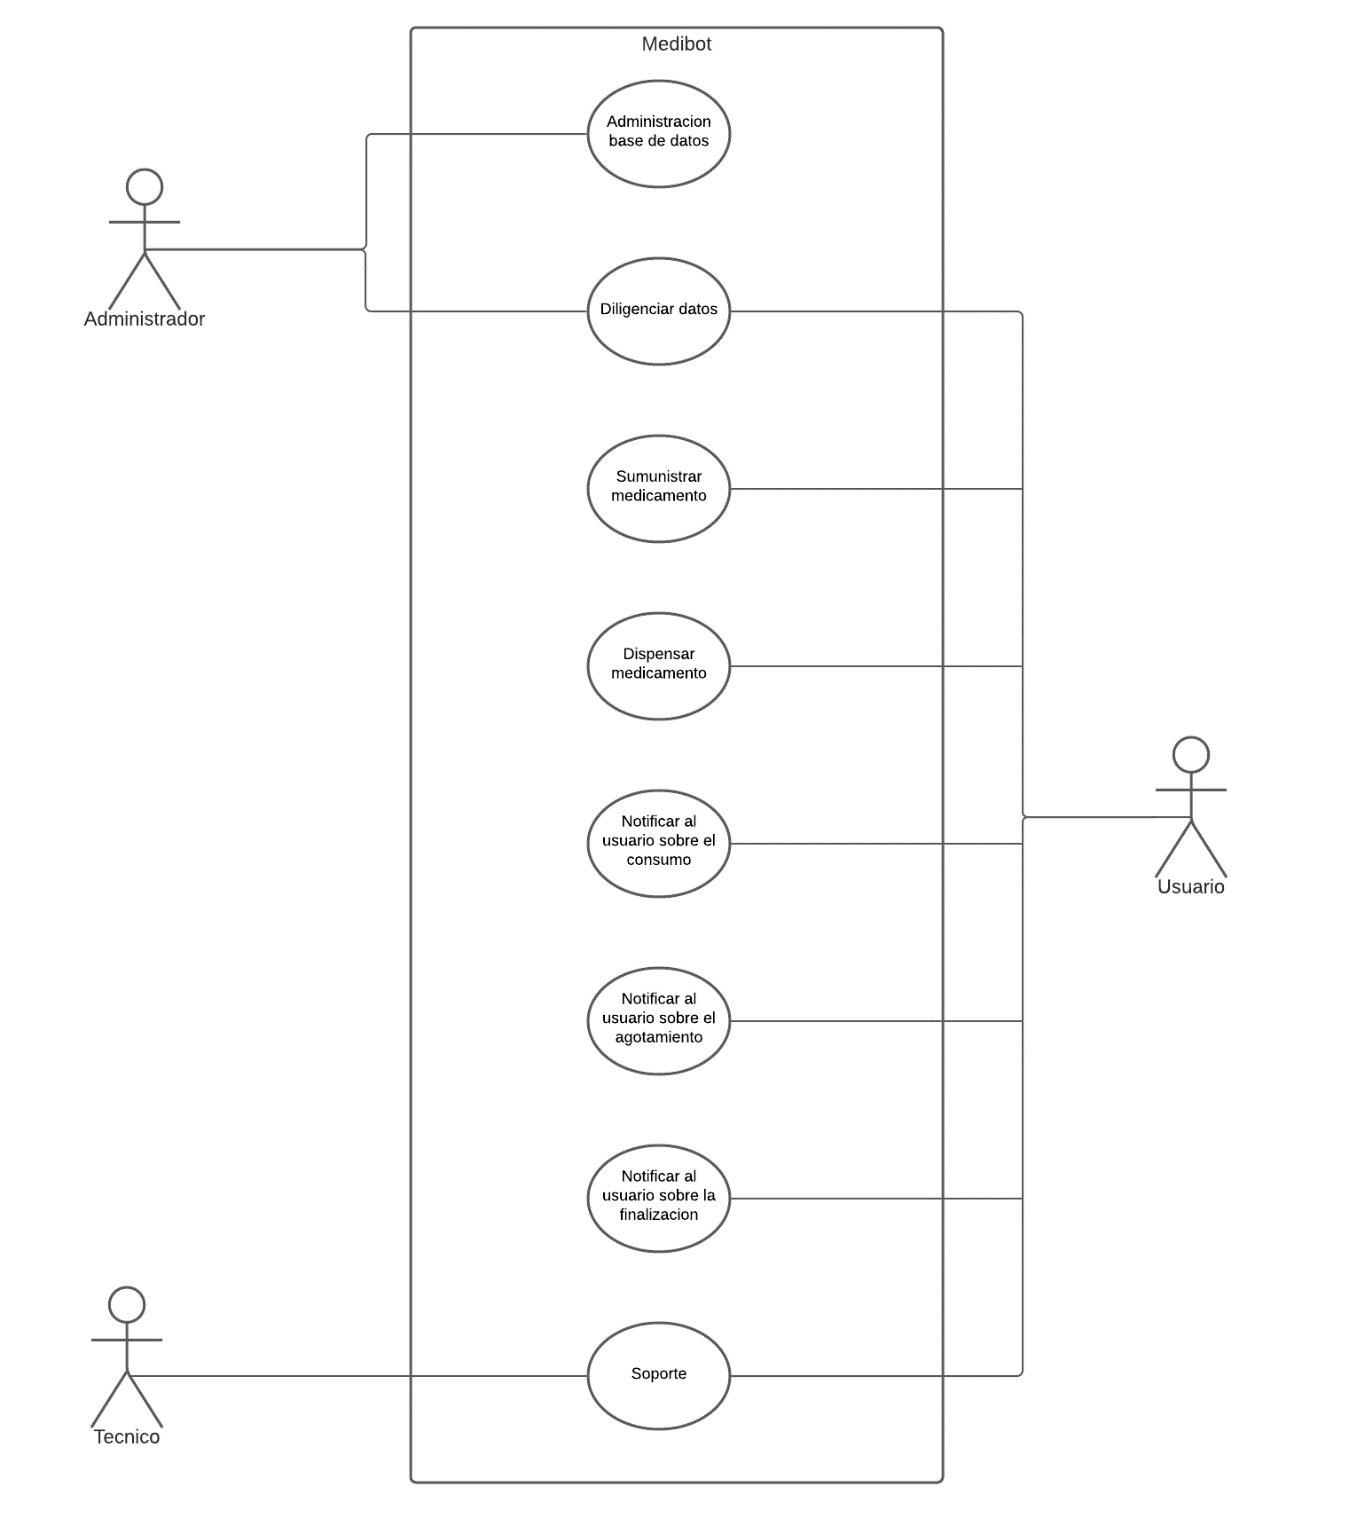 Medibot
Administracion
base de datos
Administrador
Diligenciar datos
Sumunistrar
medicamento
Dispensar
medicamento
Notificar al
usuario sobre el
consumo
Usuario
Notificar al
usuario sobre el
agotamiento
Notificar al
usuario sobre la
finalizacion
Soporte
Tecnico